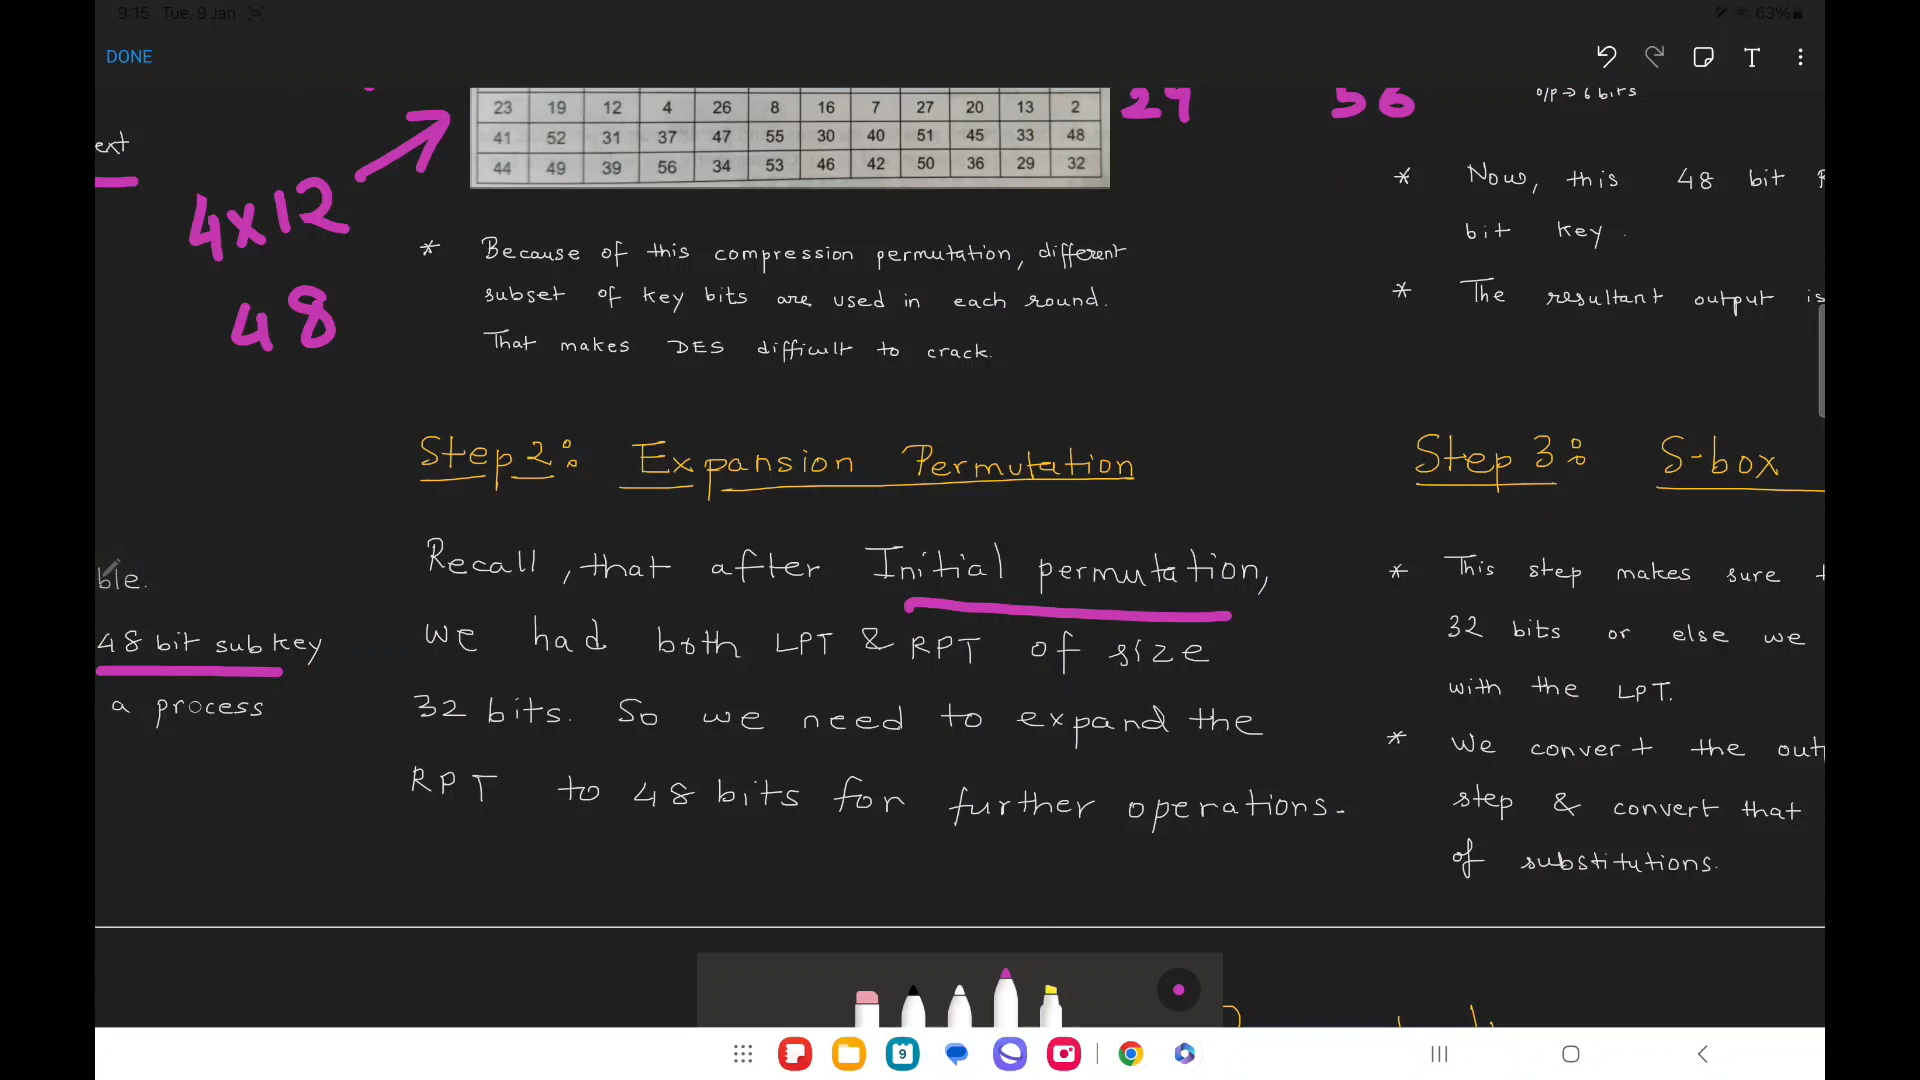 9:15 Tue, 9 Jan
63%
DONE
T
23 19 12 4 26 8 16 7 27 20 13 2
41 52 31 37 47 55 30 40 51 45 33 48
44 49 39 56 34 53 46 42 50 36 29 32
ext
4x12
48
56
* Because of this compression permutation, different
subset of key bits are used in each round.
That makes DES difficult to crack.
Step 2: Expansion Permutation
Recall, that after Initial permutation,
we had both LPT & RPT of size
32 bits. So we need to expand the
RPT to 48 bits for further operations.
ble.
48 bit subkey
a process
o/p → 6 bits
* Now, this 48 bit R
bit key.
* The resultant output is
Step 3: S-box
* This step makes sure t
32 bits or else we
with the LPT.
* We convert the out
step & convert that
of substitutions.
9